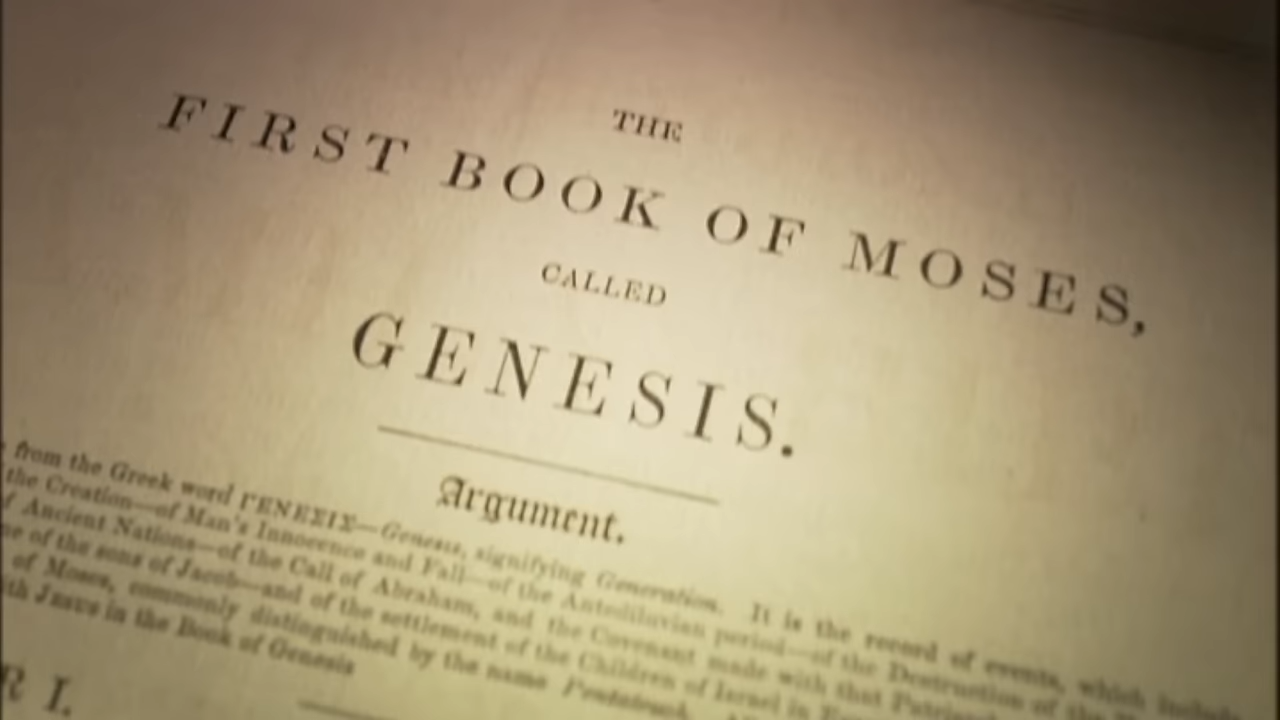 THE
FIRST BOOK OF MOSES,
CALLED
GENESIS.
Argument.
from the Greek word ΓΕΝΕΣΙΣ—Genesis, signifying Generation. It is the record of events, which include
the Creation—of Man's Innocence and Fall—of the Antediluvian period—of the Destruction of the
Ancient Nations—of the Call of Abraham, and the Covenant made with that
of the sons of Jacob—and of the settlement of the Children of Israel in
of Moses, commonly distinguished by the name Pentateuch.
in the Book of Genesis
R I.